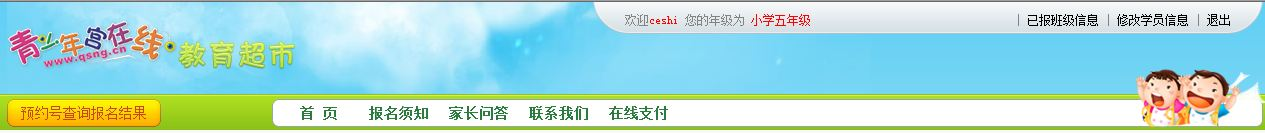 欢迎ceshi 您的年级为 小学五年级
| 已报班级信息 | 修改学员信息 | 退出
青少年宫在线·教育超市
www.qsng.cn
预约号查询报名结果
首 页 报名须知 家长问答 联系我们 在线支付